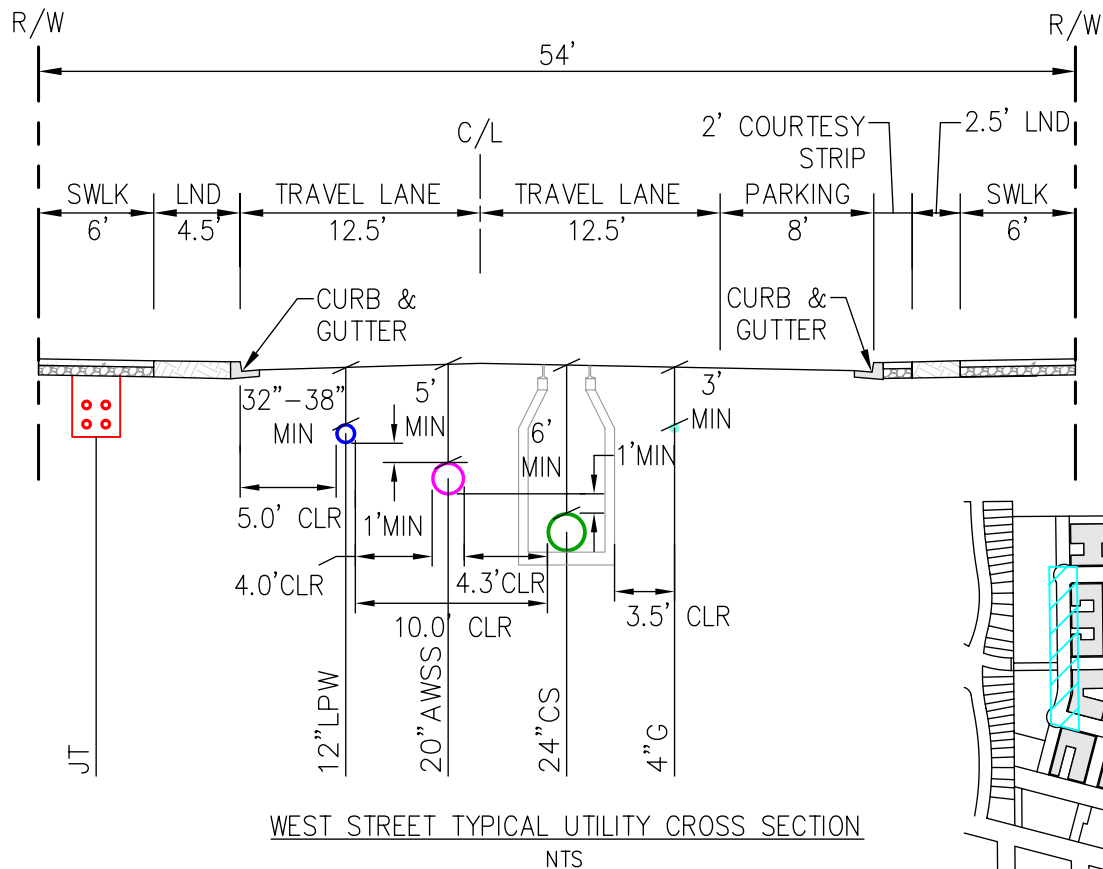 R/W
R/W
54'
C/L
2' COURTESY
STRIP
2.5' LND
SWLK
LND
TRAVEL LANE
TRAVEL LANE
PARKING
SWLK
6'
4.5'
12.5'
12.5'
8'
6'
CURB &
GUTTER
CURB &
GUTTER
32"-38"
MIN
5'
MIN
6'
MIN
1'MIN
3'
MIN
5.0' CLR
1'MIN
4.0'CLR
4.3'CLR
10.0' CLR
3.5' CLR
JT
12"LPW
20"AWSS
24"CS
4"G
WEST STREET TYPICAL UTILITY CROSS SECTION
NTS